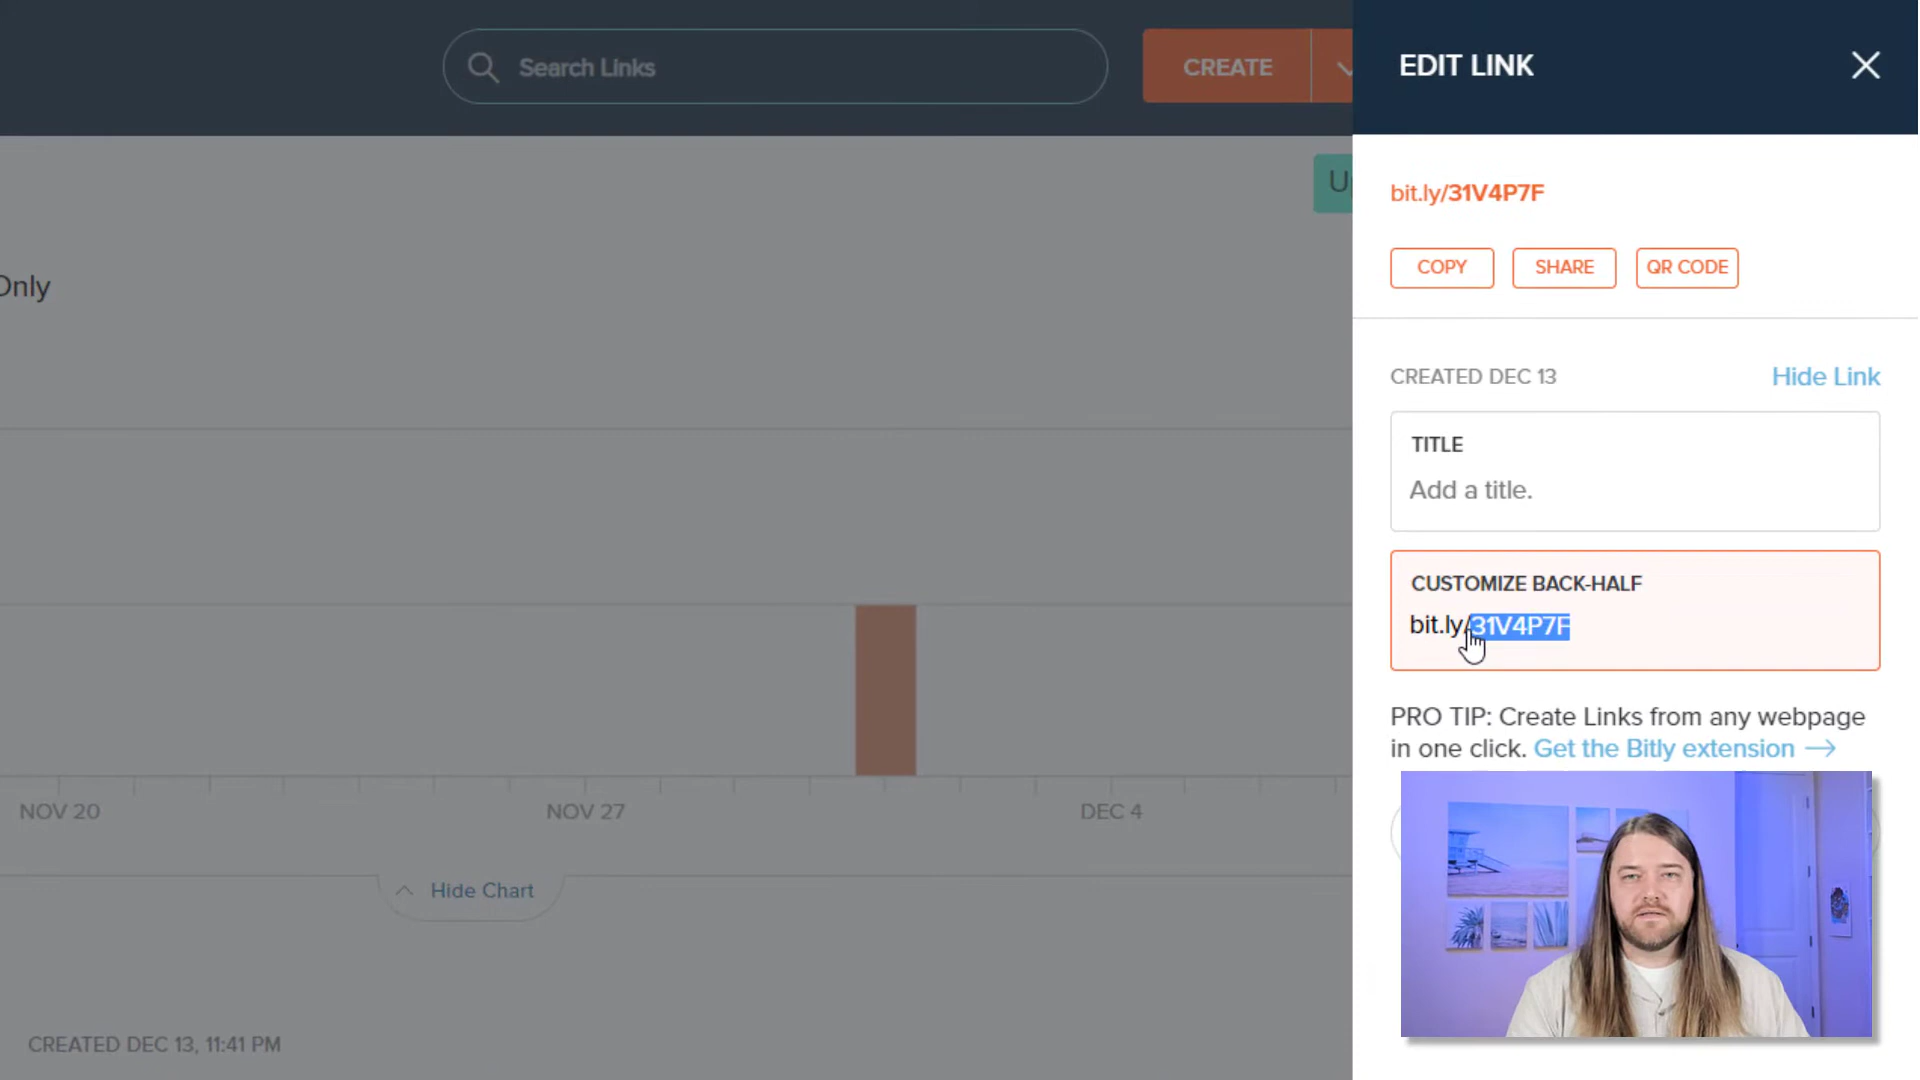 Search Links
CREATE
EDIT LINK
U
bit.ly/31V4P7F
COPY
SHARE
QR CODE
Only
CREATED DEC 13
Hide Link
TITLE
Add a title.
CUSTOMIZE BACK-HALF
bit.ly/31V4P7F
PRO TIP: Create Links from any webpage
in one click. Get the Bitly extension →
NOV 20
NOV 27
DEC 4
Hide Chart
CREATED DEC 13, 11:41 PM